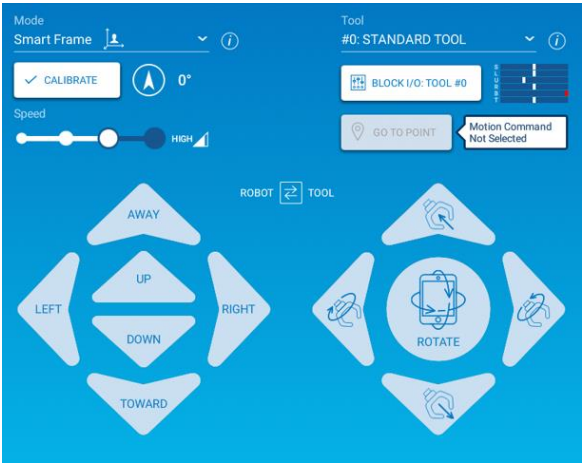 Mode
Smart Frame
Tool
#0: STANDARD TOOL
CALIBRATE
0°
BLOCK I/O: TOOL #0
S
L
U
R
B
T
Speed
HIGH
GO TO POINT
Motion Command
Not Selected
ROBOT
TOOL
AWAY
UP
LEFT
RIGHT
DOWN
TOWARD
ROTATE